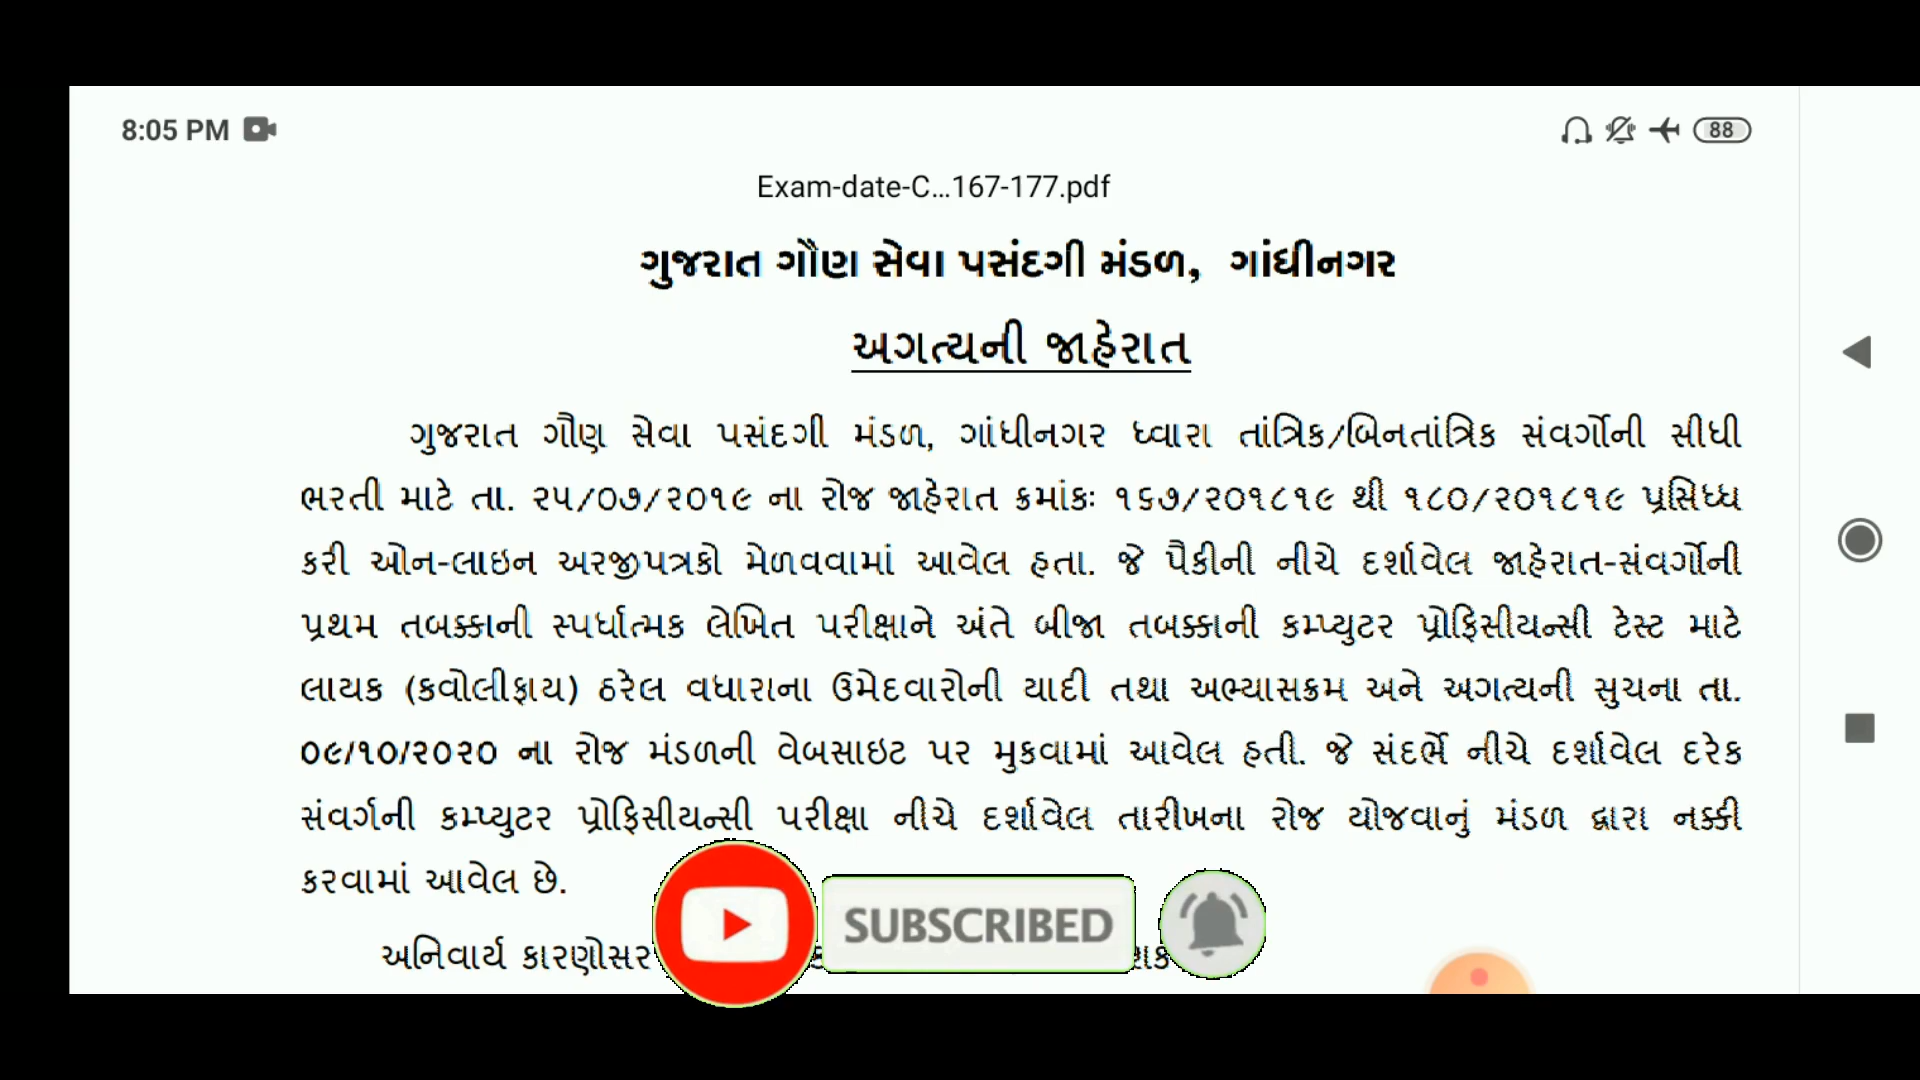 8:05 PM
88
Exam-date-C...167-177.pdf
ગુજરાત ગૌણ સેવા પસંદગી મંડળ, ગાંધીનગર
અગત્યની જાહેરાત
ગુજરાત ગૌણ સેવા પસંદગી મંડળ, ગાંધીનગર ધ્વારા તાંત્રિક/બિનતાંત્રિક સંવર્ગોની સીધી
ભરતી માટે તા. ૨૫/૦૭/૨૦૧૯ ના રોજ જાહેરાત ક્રમાંકઃ ૧૬૭/૨૦૧૮૧૯ થી ૧૮૦/૨૦૧૮૧૯ પ્રસિધ્ધ
કરી ઓન-લાઇન અરજીપત્રકો મેળવવામાં આવેલ હતા. જે પૈકીની નીચે દર્શાવેલ જાહેરાત-સંવર્ગોની
પ્રથમ તબક્કાની સ્પર્ધાત્મક લેખિત પરીક્ષાને અંતે બીજા તબક્કાની કમ્પ્યુટર પ્રોફિસીયન્સી ટેસ્ટ માટે
લાયક (કવોલીફાય) ઠરેલ વધારાના ઉમેદવારોની યાદી તથા અભ્યાસક્રમ અને અગત્યની સુચના તા.
૦૯/૧૦/૨૦૨૦ ના રોજ મંડળની વેબસાઇટ પર મુકવામાં આવેલ હતી. જે સંદર્ભે નીચે દર્શાવેલ દરેક
સંવર્ગની કમ્પ્યુટર પ્રોફિસીયન્સી પરીક્ષા નીચે દર્શાવેલ તારીખના રોજ યોજવાનું મંડળ દ્વારા નક્કી
કરવામાં આવેલ છે.
SUBSCRIBED
અનિવાર્ય કારણોસર